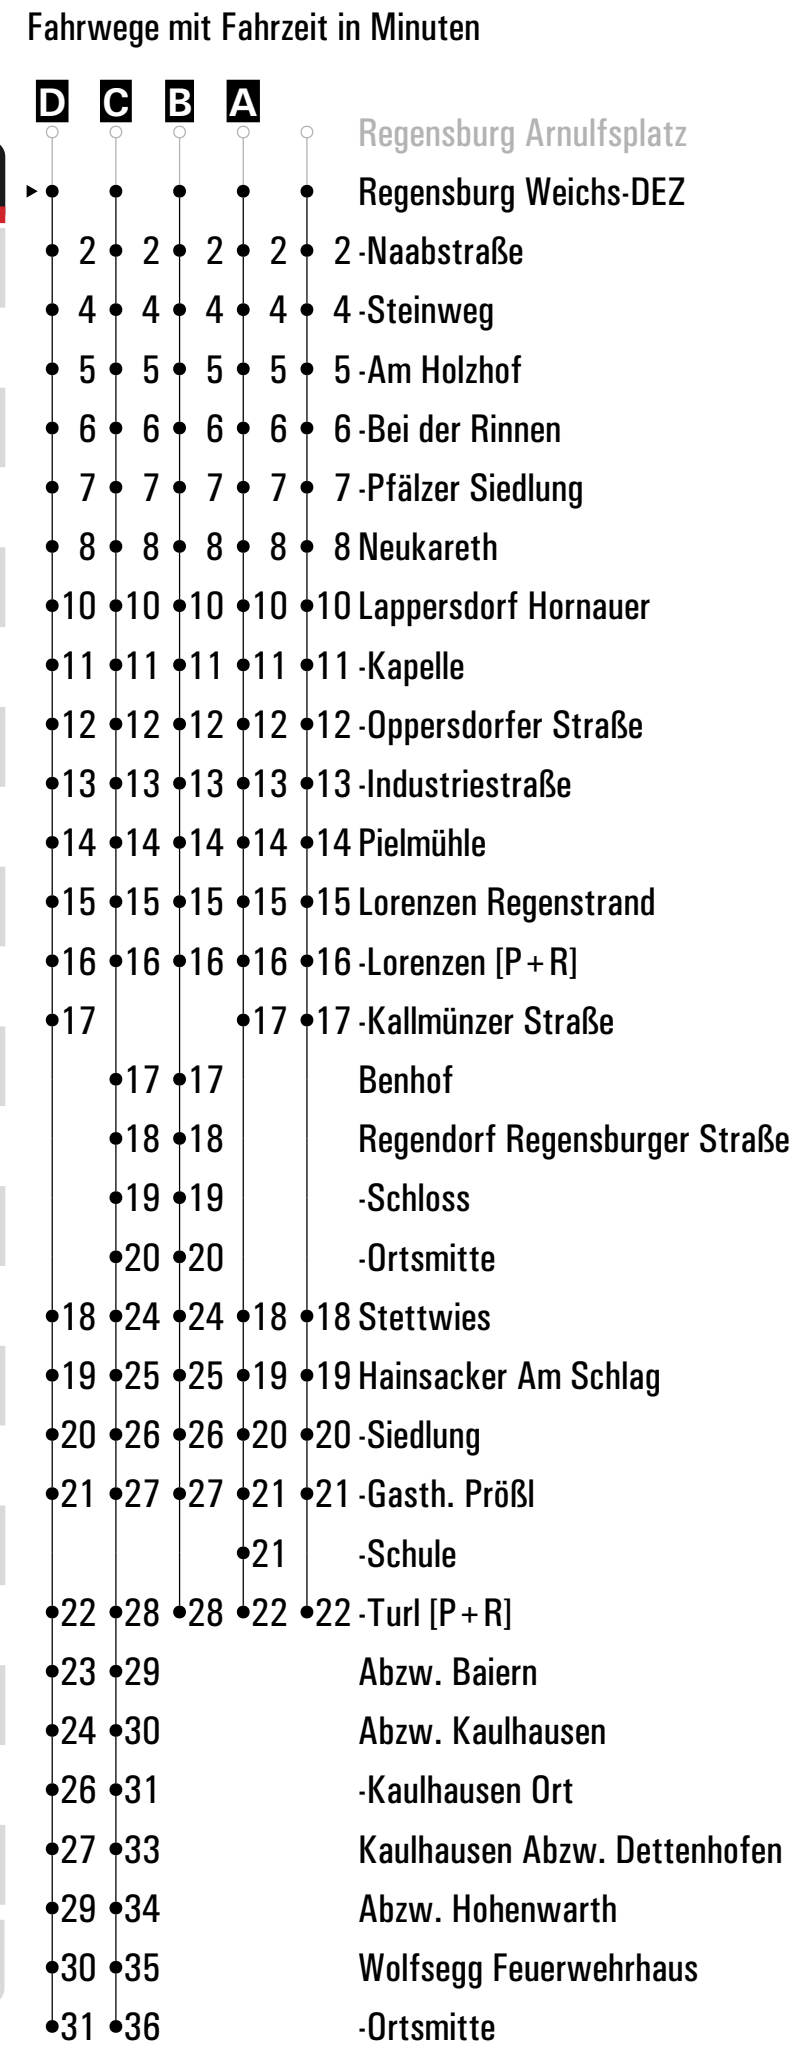 Fahrwege mit Fahrzeit in Minuten
D C B A
Regensburg Arnulfsplatz
Regensburg Weichs-DEZ
2 2 2 2 2 -Naabstraße
4 4 4 4 4 -Steinweg
5 5 5 5 5 -Am Holzhof
6 6 6 6 6 -Bei der Rinnen
7 7 7 7 7 -Pfälzer Siedlung
8 8 8 8 8 Neukareth
10 10 10 10 10 Lappersdorf Hornauer
11 11 11 11 11 -Kapelle
12 12 12 12 12 -Oppersdorfer Straße
13 13 13 13 13 -Industriestraße
14 14 14 14 14 Pielmühle
15 15 15 15 15 Lorenzen Regenstrand
16 16 16 16 16 -Lorenzen [P+R]
17 17 17 -Kallmünzer Straße
17 17 Benhof
18 18 Regendorf Regensburger Straße
19 19 -Schloss
20 20 -Ortsmitte
18 24 24 18 18 Stettwies
19 25 25 19 19 Hainsacker Am Schlag
20 26 26 20 20 -Siedlung
21 27 27 21 21 -Gasth. Prößl
21 -Schule
22 28 28 22 22 -Turl [P+R]
23 29 Abzw. Baiern
24 30 Abzw. Kaulhausen
26 31 -Kaulhausen Ort
27 33 Kaulhausen Abzw. Dettenhofen
29 34 Abzw. Hohenwarth
30 35 Wolfsegg Feuerwehrhaus
31 36 -Ortsmitte